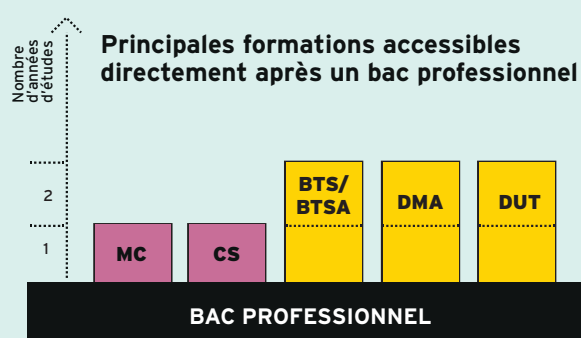 Nombre
d'années
d'études
Principales formations accessibles
directement après un bac professionnel
2
1
MC
CS
BTS/
BTSA
DMA
DUT
BAC PROFESSIONNEL